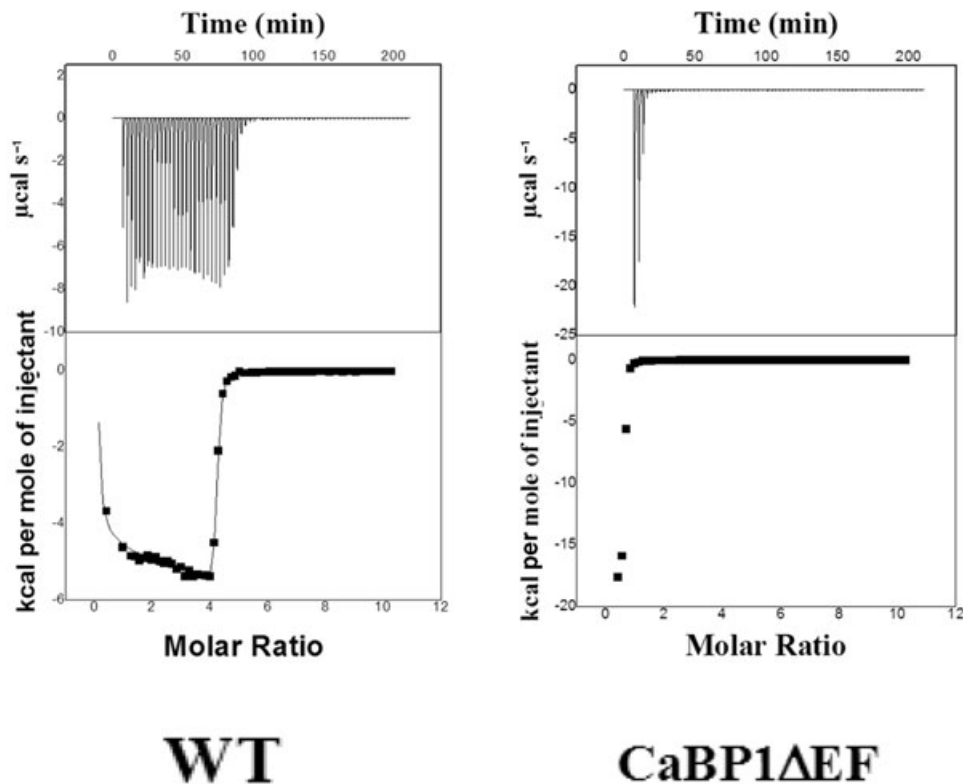 Time (min)
0 50 100 150 200
2
0
-2
-4
-6
-8
-10
µcal s⁻¹
0
-2
-4
-6
kcal per mole of injectant
0 2 4 6 8 10 12
Molar Ratio
WT
Time (min)
0 50 100 150 200
0
-5
-10
-15
-20
-25
µcal s⁻¹
0
-5
-10
-15
-20
kcal per mole of injectant
0 2 4 6 8 10 12
Molar Ratio
CaBP1ΔEF